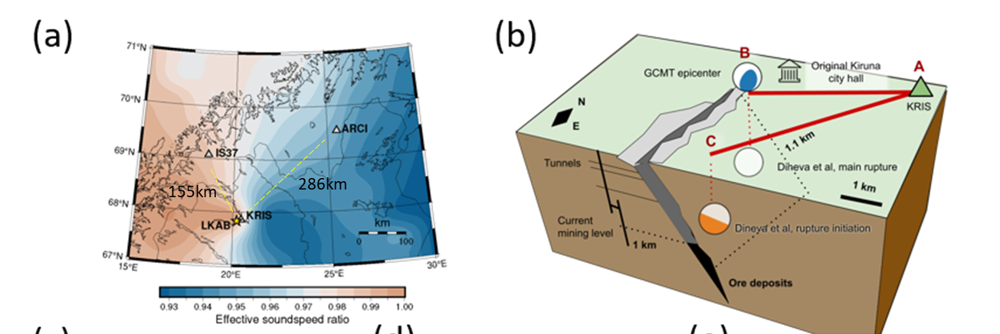 (a)
71°N
70°N
69°N
68°N
67°N
15°E
20°E
25°E
30°E
ARCI
IS37
155km
286km
KRIS
LKAB
km
0 100
0.93 0.94 0.95 0.96 0.97 0.98 0.99 1.00
Effective soundspeed ratio
(b)
B
GCMT epicenter
Original Kiruna
city hall
A
KRIS
N
E
C
1.1 km
Dineva et al, main rupture
1 km
Tunnels
Current
mining level
1 km
Dineva et al, rupture initiation
Ore deposits
(d)